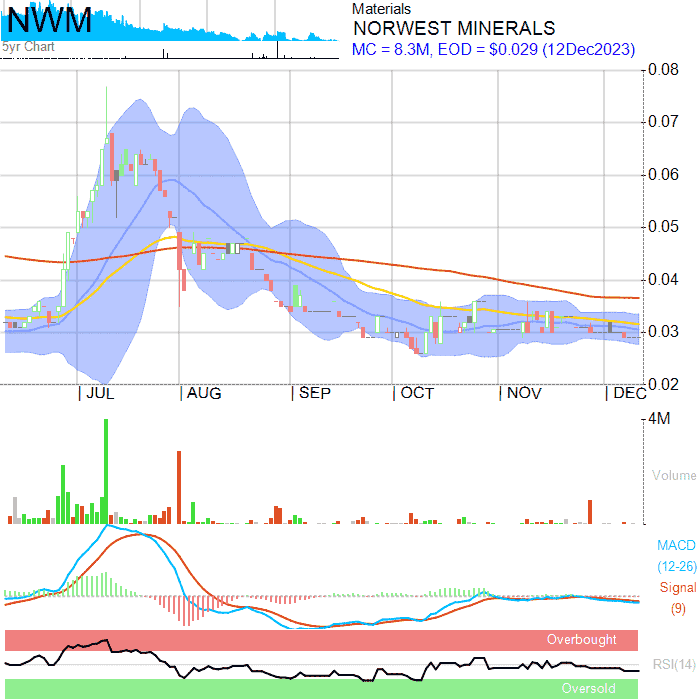 NWM
5yr Chart
Materials
NORWEST MINERALS
MC = 8.3M, EOD = $0.029 (12Dec2023)
0.08
0.07
0.06
0.05
0.04
0.03
0.02
JUL AUG SEP OCT NOV DEC
4M
Volume
MACD
(12-26)
Signal
(9)
Overbought
RSI(14)
Oversold